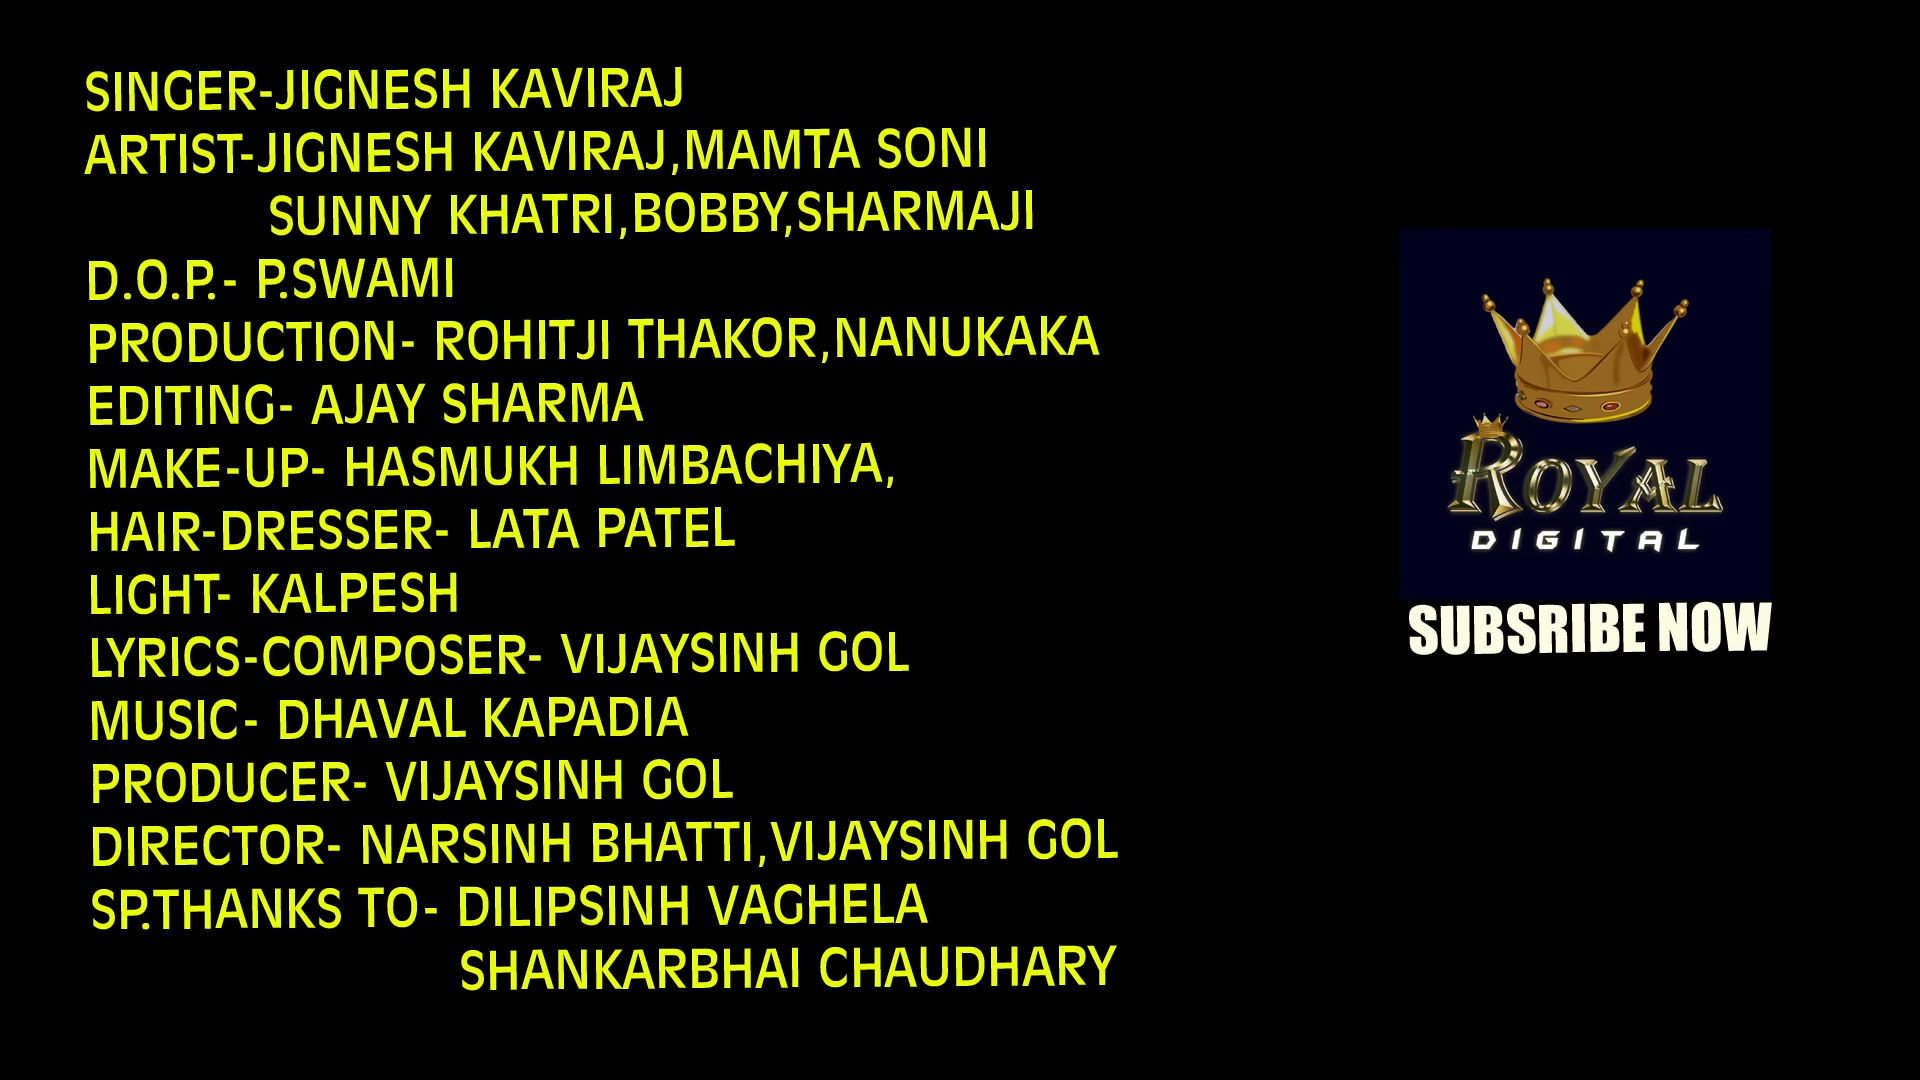 SINGER-JIGNESH KAVIRAJ
ARTIST-JIGNESH KAVIRAJ,MAMTA SONI
SUNNY KHATRI,BOBBY,SHARMAJI
D.O.P.- P.SWAMI
PRODUCTION- ROHITJI THAKOR,NANUKAKA
EDITING- AJAY SHARMA
MAKE-UP- HASMUKH LIMBACHIYA,
HAIR-DRESSER- LATA PATEL
LIGHT- KALPESH
LYRICS-COMPOSER- VIJAYSINH GOL
MUSIC- DHAVAL KAPADIA
PRODUCER- VIJAYSINH GOL
DIRECTOR- NARSINH BHATTI,VIJAYSINH GOL
SP.THANKS TO- DILIPSINH VAGHELA
SHANKARBHAI CHAUDHARY
ROYAL
DIGITAL
SUBSRIBE NOW